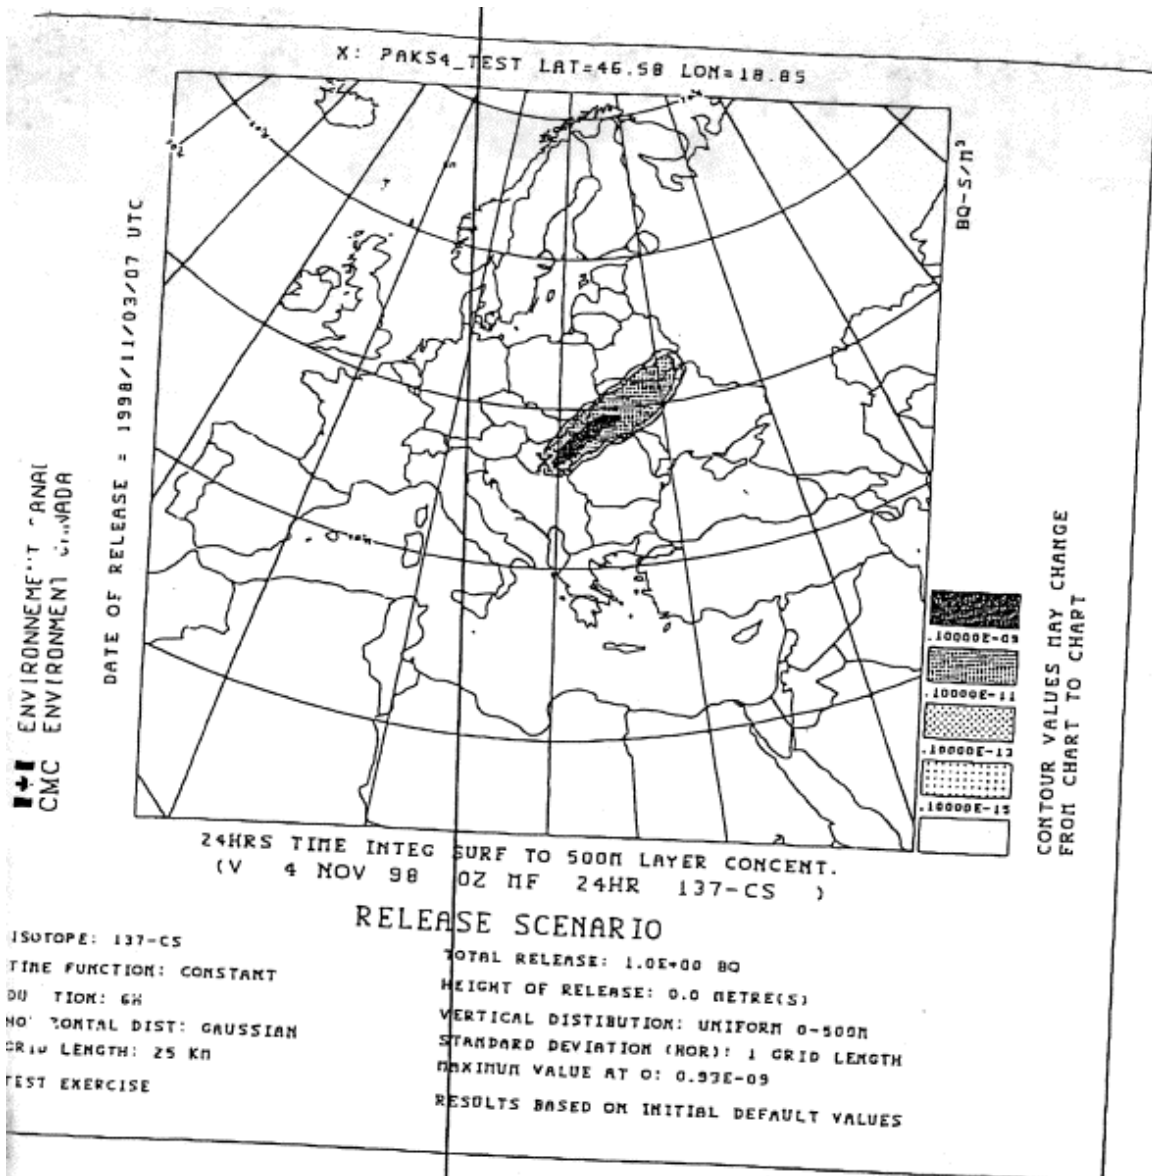 X: PAKS4_TEST LAT=46.58 LON=18.85
BQ-S/M³
DATE OF RELEASE = 1998/11/03/07 UTC
ENVIRONNEME
CMC ENVIRONMENT
.10000E-09
.10000E-11
.10000E-13
.10000E-15
CONTOUR VALUES MAY CHANGE
FROM CHART TO CHART
24HRS TIME INTEG SURF TO 500M LAYER CONCENT.
(V 4 NOV 98 0Z MF 24HR 137-CS )
RELEASE SCENARIO
ISOTOPE: 137-CS
TIME FUNCTION: CONSTANT
TION: 6H
ZONTAL DIST: GAUSSIAN
GRID LENGTH: 25 KM
TEST EXERCISE
TOTAL RELEASE: 1.0E+00 BQ
HEIGHT OF RELEASE: 0.0 METRE(S)
VERTICAL DISTIBUTION: UNIFORM 0-500M
STANDARD DEVIATION (HOR): 1 GRID LENGTH
MAXIMUM VALUE AT O: 0.93E-09
RESULTS BASED ON INITIAL DEFAULT VALUES